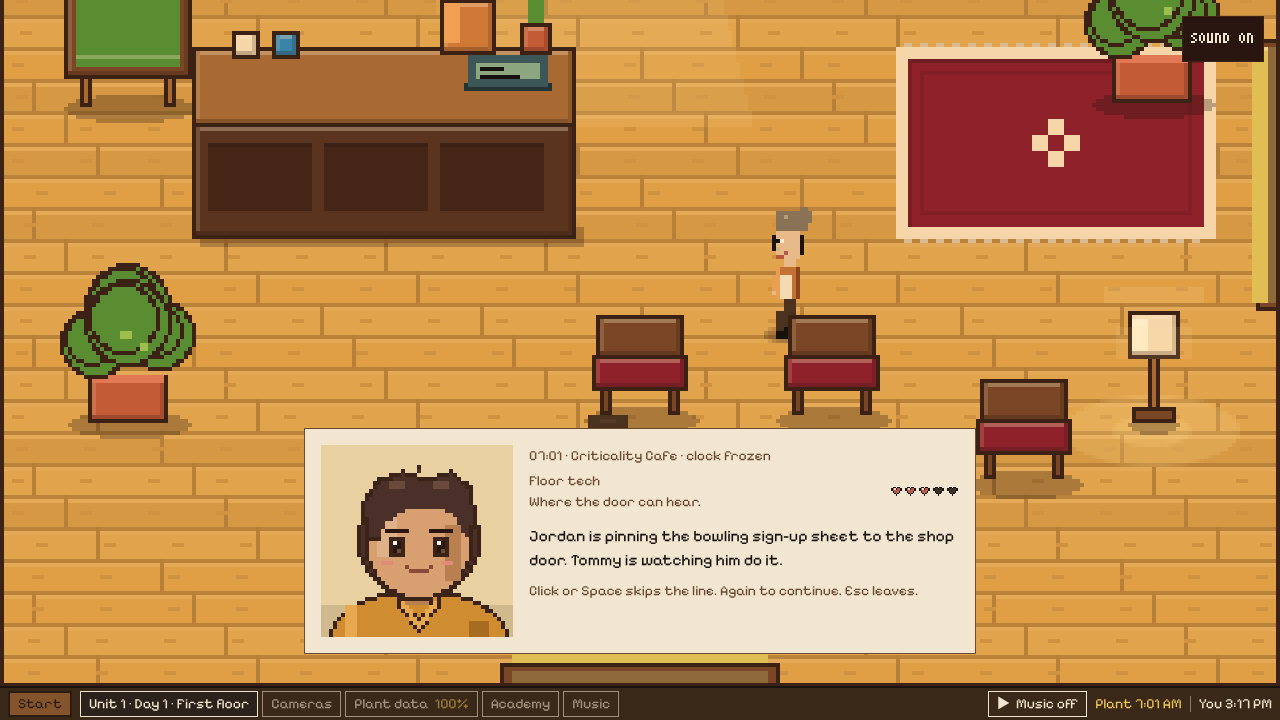 SOUND ON
07:01 · Criticality Cafe · clock frozen
Floor tech
Where the door can hear.
Jordan is pinning the bowling sign-up sheet to the shop
door. Tommy is watching him do it.
Click or Space skips the line. Again to continue. Esc leaves.
Start
Unit 1 · Day 1 · First floor
Cameras
Plant data 100%
Academy
Music
▶ Music off
Plant 7:01 AM
You 3:17 PM